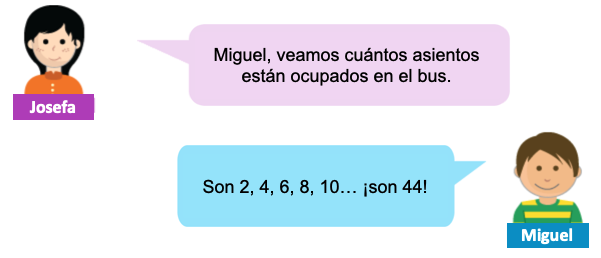 Miguel, veamos cuántos asientos
están ocupados en el bus.
Josefa
Son 2, 4, 6, 8, 10… ¡son 44!
Miguel